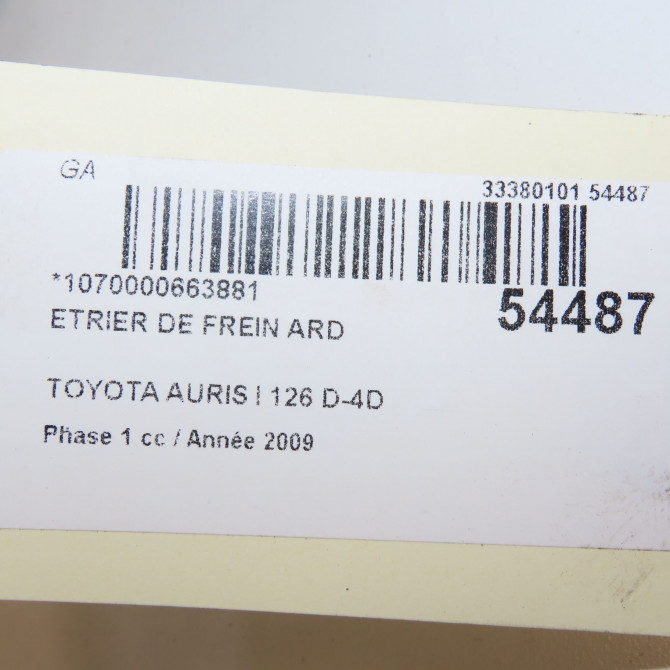 GA
33380101 54487
*1070000663881
54487
ETRIER DE FREIN ARD
TOYOTA AURIS I 126 D-4D
Phase 1 cc / Année 2009